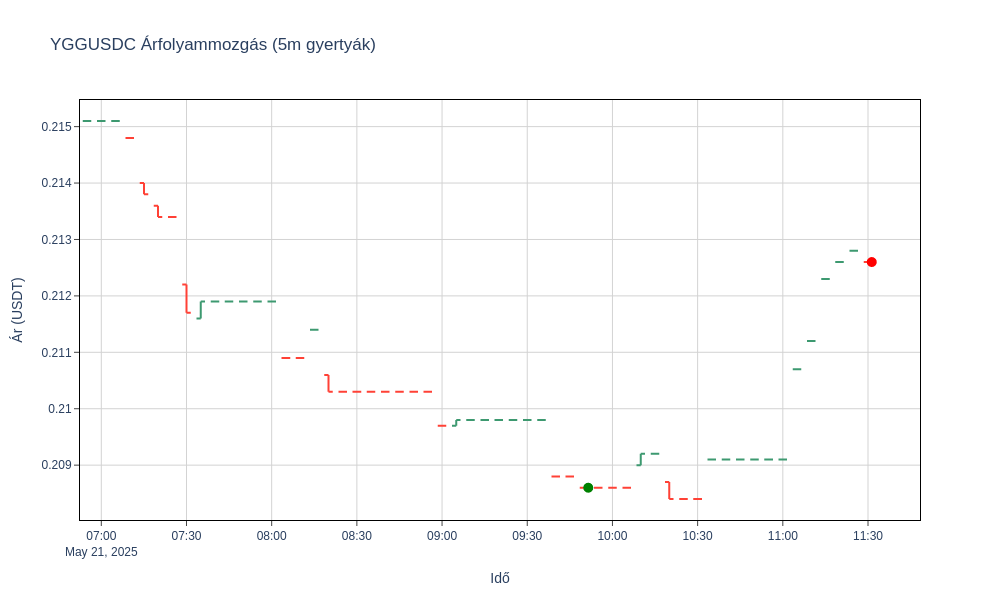 YGGUSDC Árfolyammozgás (5m gyertyák)
0.215
0.214
0.213
0.212
0.211
0.21
0.209
Ár (USDT)
07:00 07:30 08:00 08:30 09:00 09:30 10:00 10:30 11:00 11:30
May 21, 2025
Idő